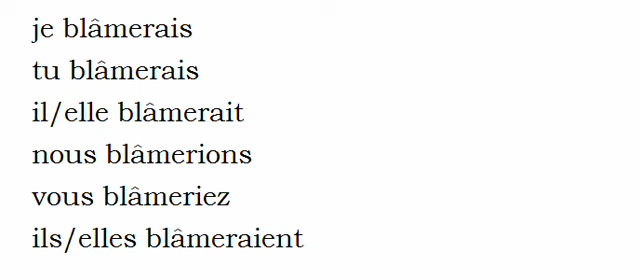 je blâmerais
tu blâmerais
il/elle blâmerait
nous blâmerions
vous blâmeriez
ils/elles blâmeraient